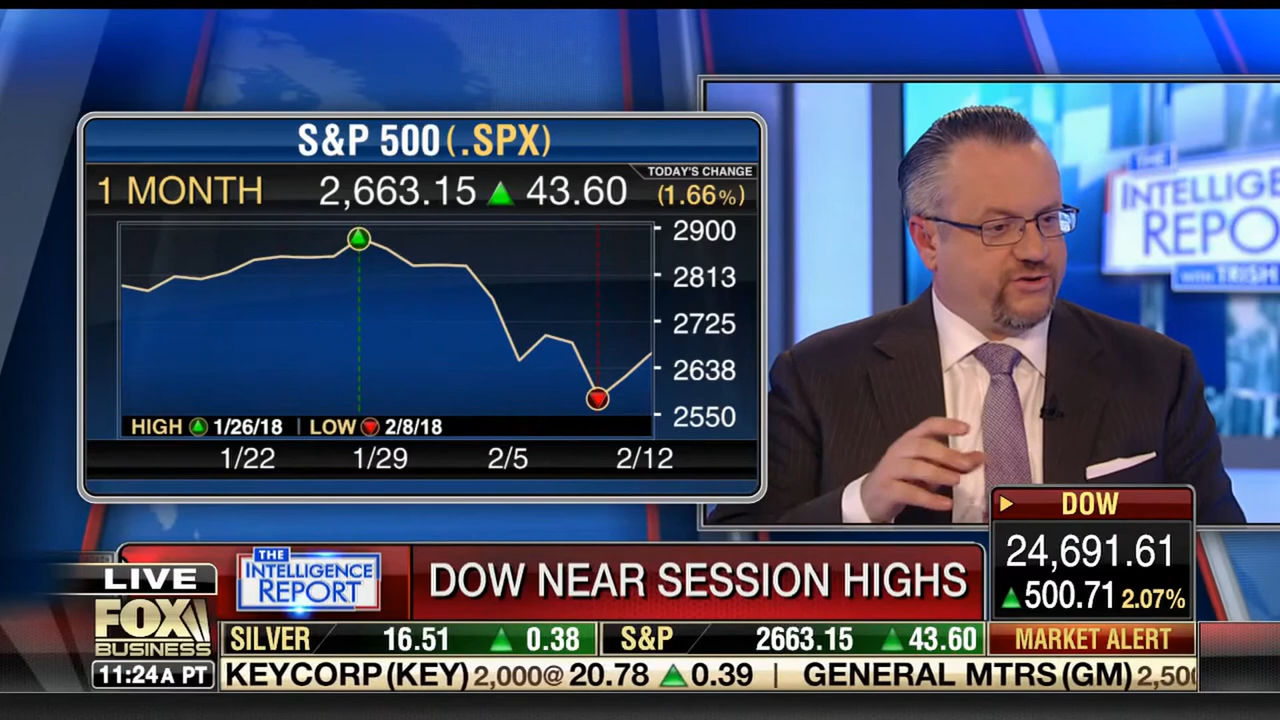 S&P 500 (.SPX)
1 MONTH 2,663.15 ▲ 43.60
TODAY'S CHANGE
(1.66%)
2900
2813
2725
2638
2550
HIGH ▲ 1/26/18 | LOW ▼ 2/8/18
1/22 1/29 2/5 2/12
THE
INTELLIGE
REPO
WITH TRISH
DOW
24,691.61
▲ 500.71 2.07%
THE
INTELLIGENCE
REPORT
DOW NEAR SESSION HIGHS
LIVE
FOX
BUSINESS
11:24A PT
SILVER 16.51 ▲ 0.38
S&P 2663.15 ▲ 43.60
MARKET ALERT
KEYCORP (KEY) 2,000@ 20.78 ▲ 0.39 | GENERAL MTRS (GM) 2,500